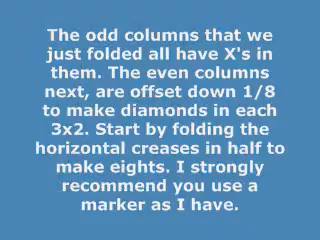 The odd columns that we
just folded all have X's in
them. The even columns
next, are offset down 1/8
to make diamonds in each
3x2. Start by folding the
horizontal creases in half to
make eights. I strongly
recommend you use a
marker as I have.